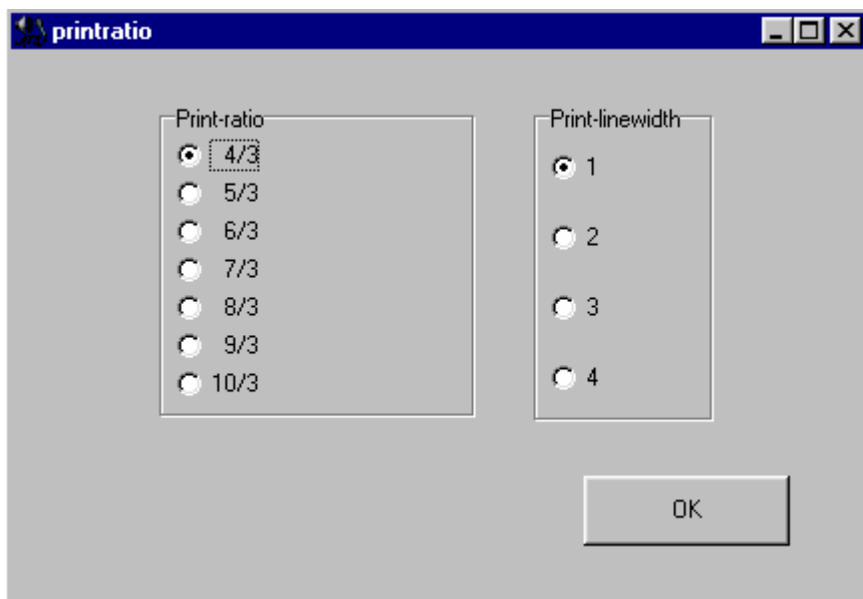 printratio
Print-ratio
4/3
5/3
6/3
7/3
8/3
9/3
10/3
Print-linewidth
1
2
3
4
OK